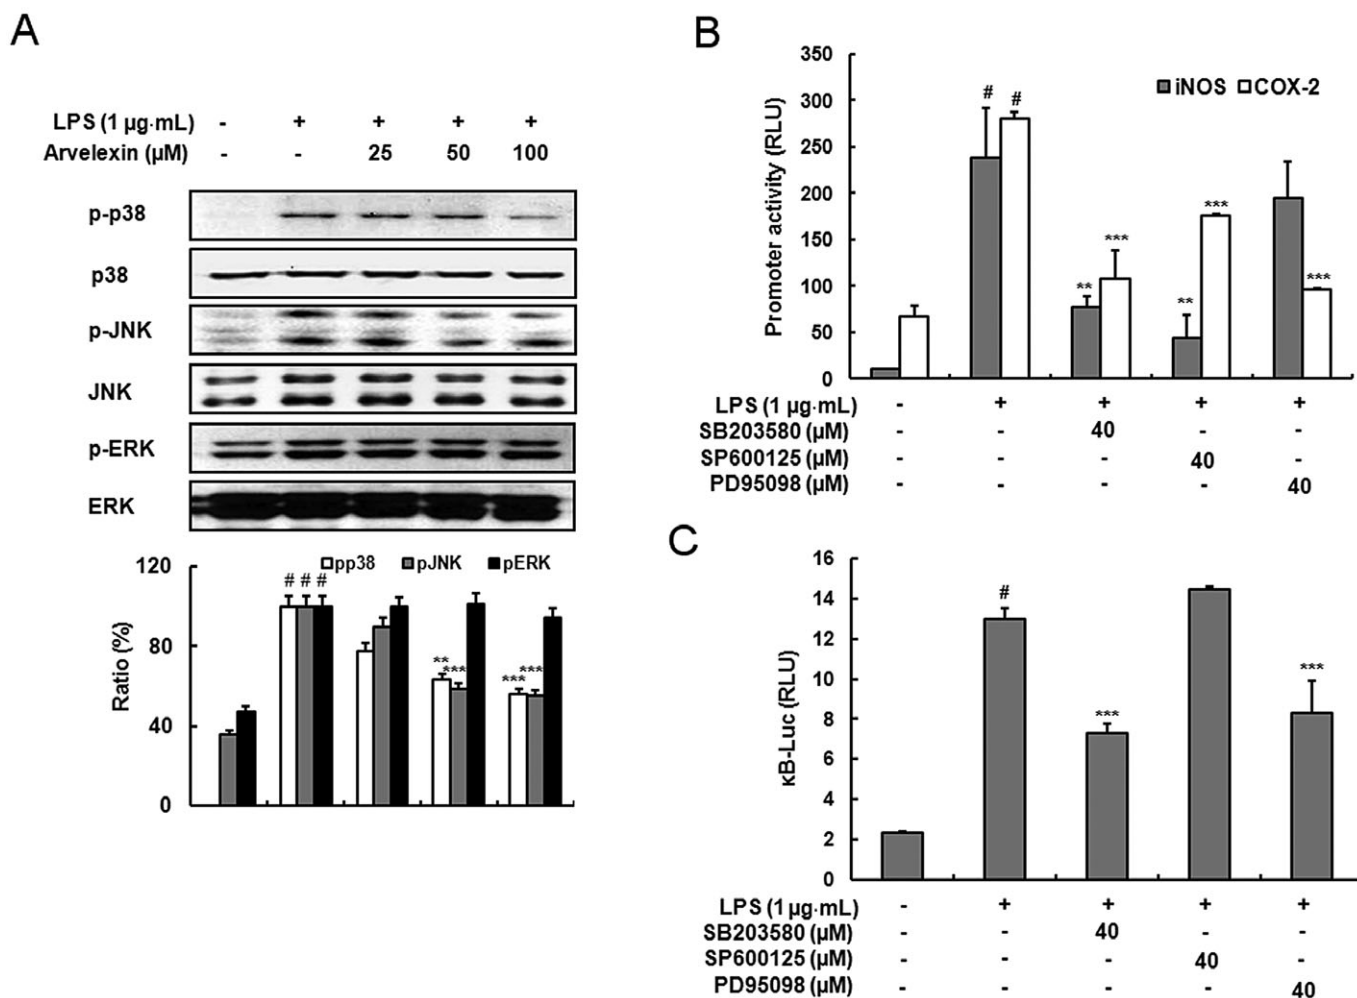 A
LPS (1 µg·mL) - + + + +
Arvelexin (µM) - - 25 50 100
p-p38
p38
p-JNK
JNK
p-ERK
ERK
pp38 pJNK pERK
Ratio (%)
120
80
40
0
# # #
** ***
*** ***
B
iNOS COX-2
Promoter activity (RLU)
350
300
250
200
150
100
50
0
# #
** ***
** ***
***
LPS (1 µg·mL) - + + + +
SB203580 (µM) - - 40 - -
SP600125 (µM) - - - 40 -
PD95098 (µM) - - - - 40
C
κB-Luc (RLU)
16
14
12
10
8
6
4
2
0
#
***
***
LPS (1 µg·mL) - + + + +
SB203580 (µM) - - 40 - -
SP600125 (µM) - - - 40 -
PD95098 (µM) - - - - 40